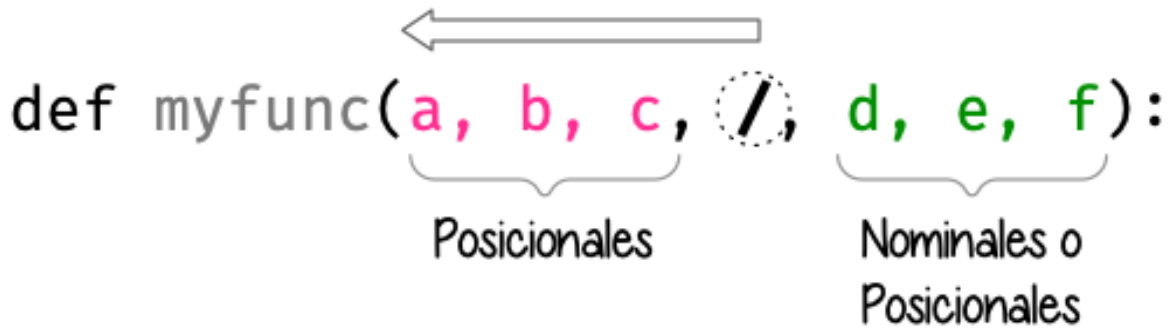 def myfunc(a, b, c, /, d, e, f):
Posicionales
Nominales o
Posicionales